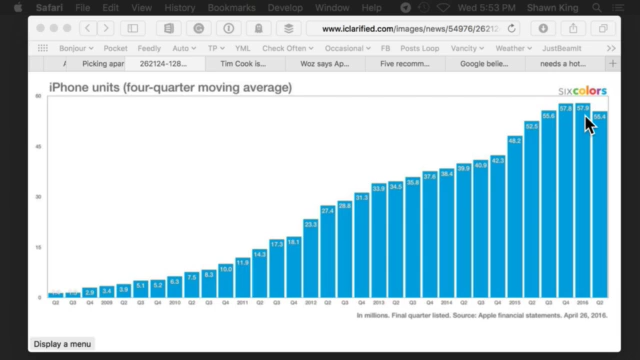 Safari File Edit View History Bookmarks Develop Window Help Wed 5:53 PM Shawn King
www.iclarified.com/images/news/54976/26212
Bonjour Pocket Feedly Auto TP YML Check Often Occasional FB Posts Loop Vancity Weather JustBeamit
A Picking apar 262124-128... Tim Cook is... Woz says Ap... Five recomm... Google belie... needs a hot...
iPhone units (four-quarter moving average)
sixcolors
60
45
30
15
0
2.9 3.4 3.9 5.1 5.2 6.5 7.5 8.3 10.0 11.9 14.3 17.3 18.1 23.3 27.4 28.8 31.3 33.9 34.5 35.8 37.6 38.4 39.9 40.9 42.3 48.2 52.5 55.6 57.8 57.9 55.4
Q2 Q3 Q4 2009 Q2 Q3 Q4 2010 Q2 Q3 Q4 2011 Q2 Q3 Q4 2012 Q2 Q3 Q4 2013 Q2 Q3 Q4 2014 Q2 Q3 Q4 2015 Q2 Q3 Q4 2016 Q2
In millions. Final quarter listed. Source: Apple financial statements. April 26, 2016.
Display a menu